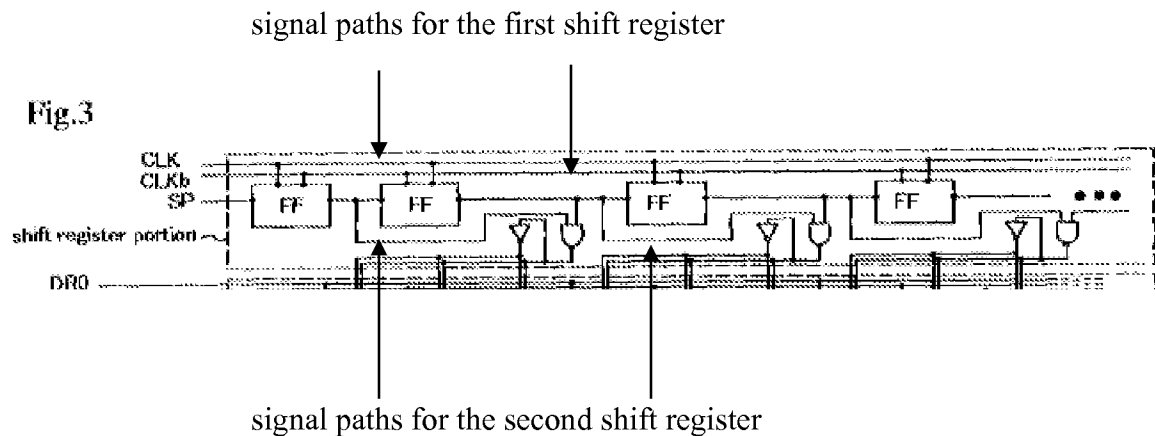 signal paths for the first shift register
Fig.3
CLK
CLKb
SP
FF FF FF FF
shift register portion
DR0
signal paths for the second shift register